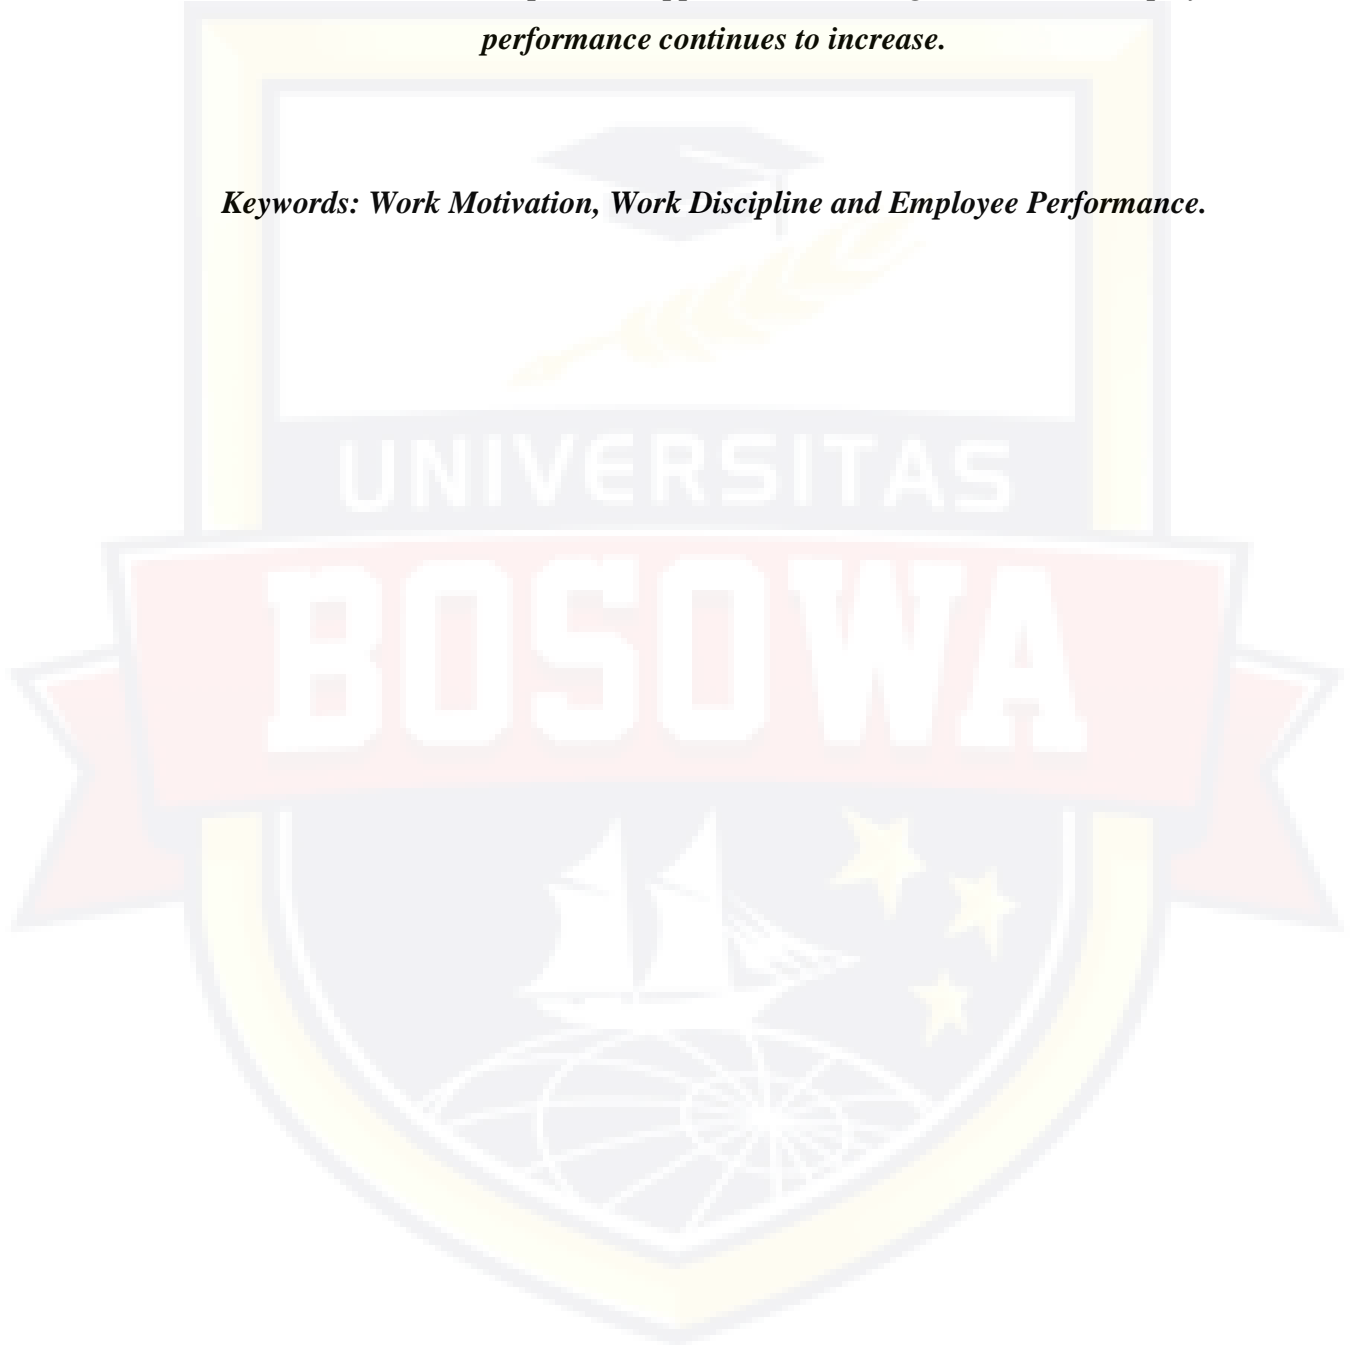 performance continues to increase.
Keywords: Work Motivation, Work Discipline and Employee Performance.
UNIVERSITAS
BOSOWA